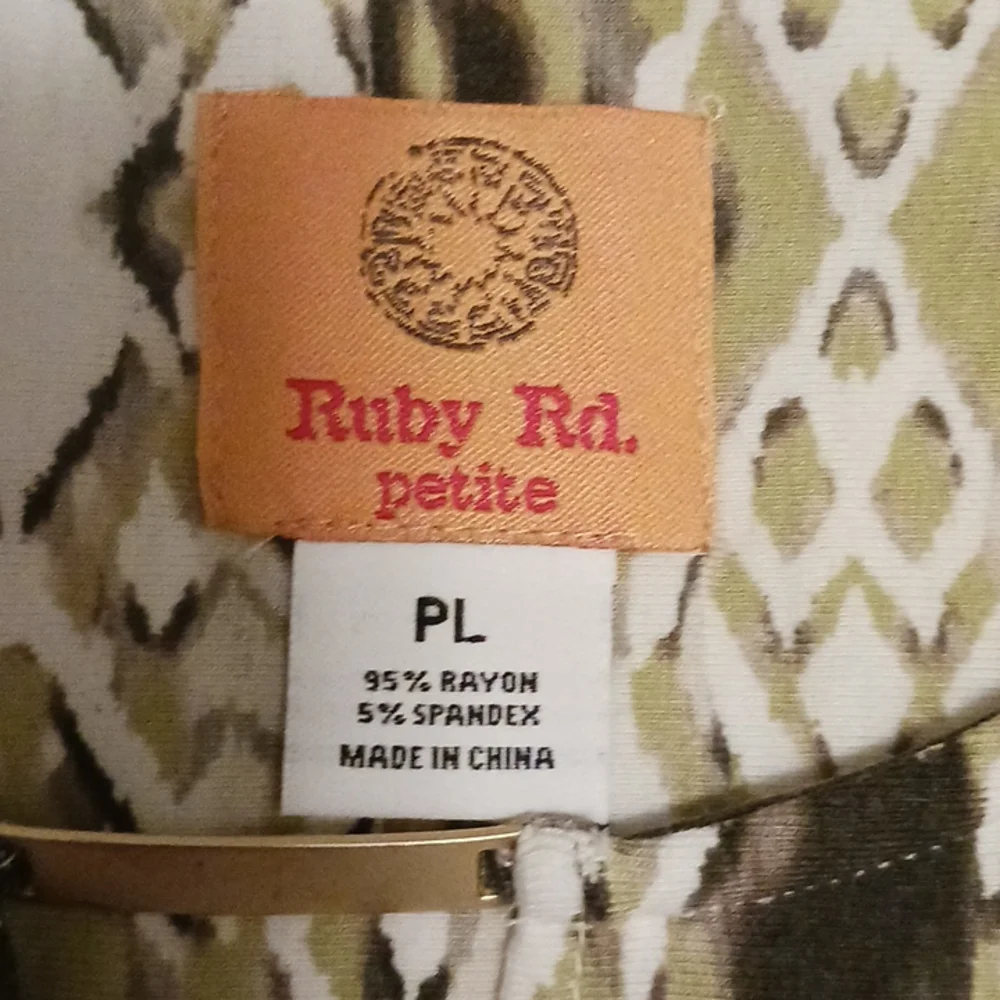 Ruby Rd.
petite
PL
95% RAYON
5% SPANDEX
MADE IN CHINA